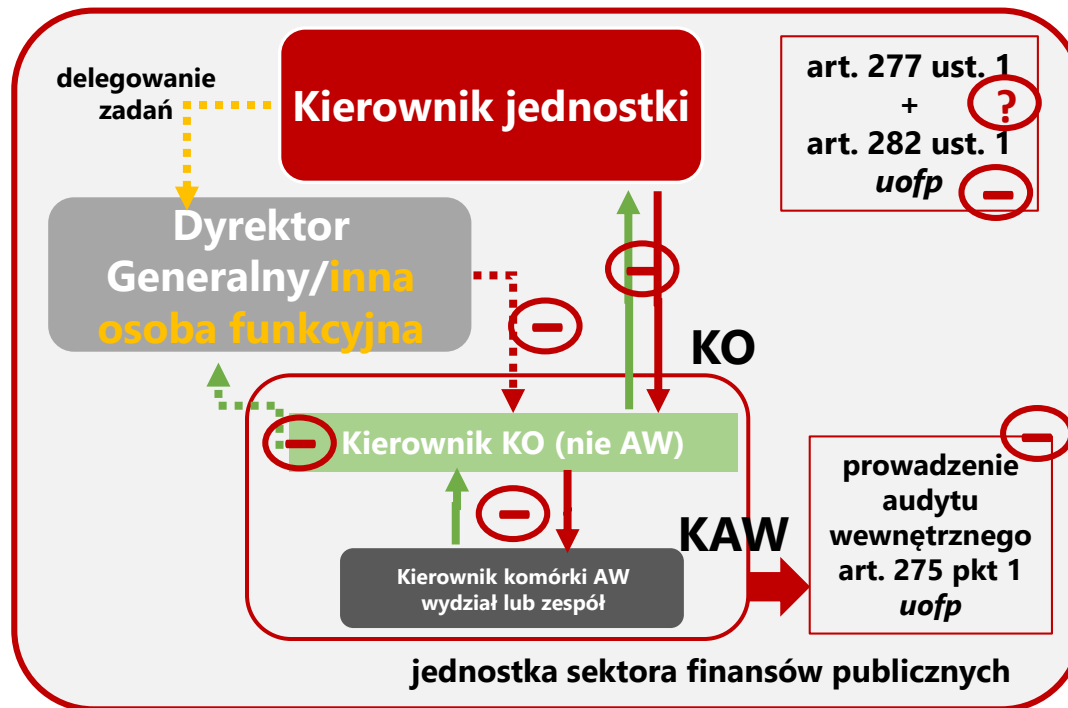 delegowanie
zadań
Kierownik jednostki
art. 277 ust. 1
+
?
art. 282 ust. 1
uofp
–
Dyrektor
Generalny/inna
osoba funkcyjna
–
–
KO
Kierownik KO (nie AW)
–
–
–
KAW
Kierownik komórki AW
wydział lub zespół
prowadzenie
audytu
wewnętrznego
art. 275 pkt 1
uofp
jednostka sektora finansów publicznych